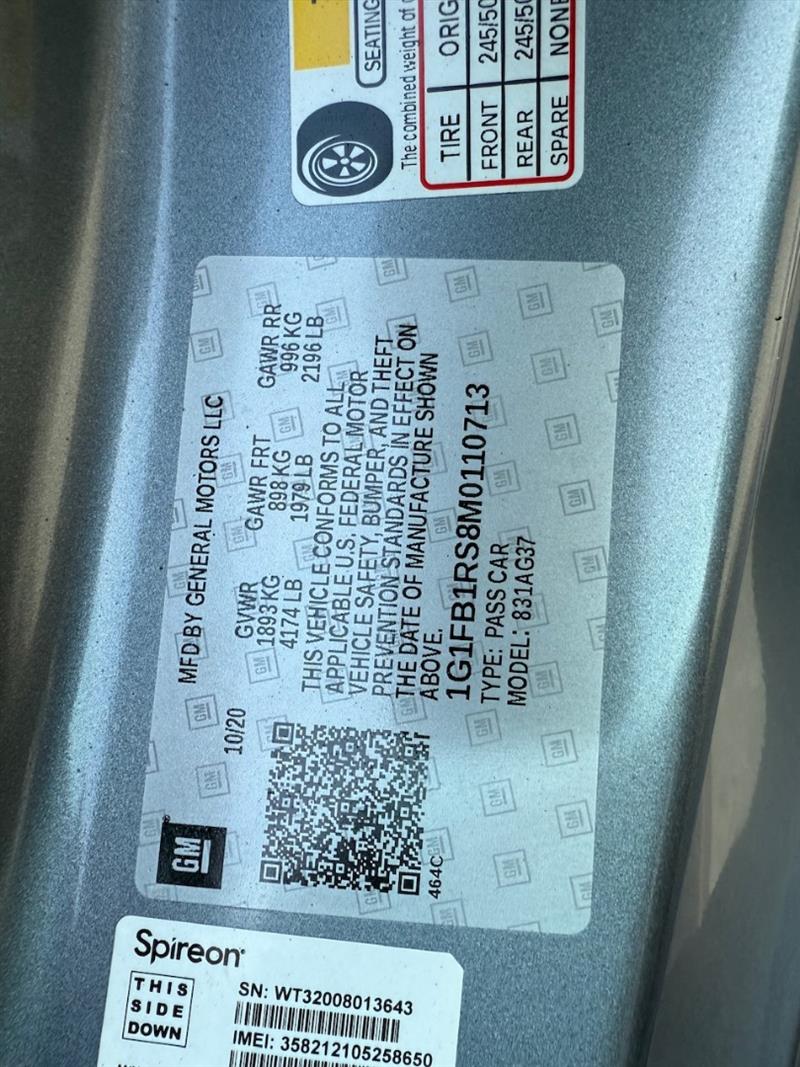 SEATING
The combined weight of
TIRE ORIG
FRONT 245/50
REAR 245/50
SPARE NONE
MFD BY GENERAL MOTORS LLC
10/20
GVWR GAWR FRT GAWR RR
1893 KG 898 KG 996 KG
4174 LB 1979 LB 2196 LB
THIS VEHICLE CONFORMS TO ALL
APPLICABLE U.S. FEDERAL MOTOR
VEHICLE SAFETY, BUMPER, AND THEFT
PREVENTION STANDARDS IN EFFECT ON
THE DATE OF MANUFACTURE SHOWN
ABOVE.
1G1FB1RS8M0110713
TYPE: PASS CAR
MODEL: 831AG37
GM
464C
Spireon
THIS
SIDE
DOWN
SN: WT32008013643
IMEI: 358212105258650